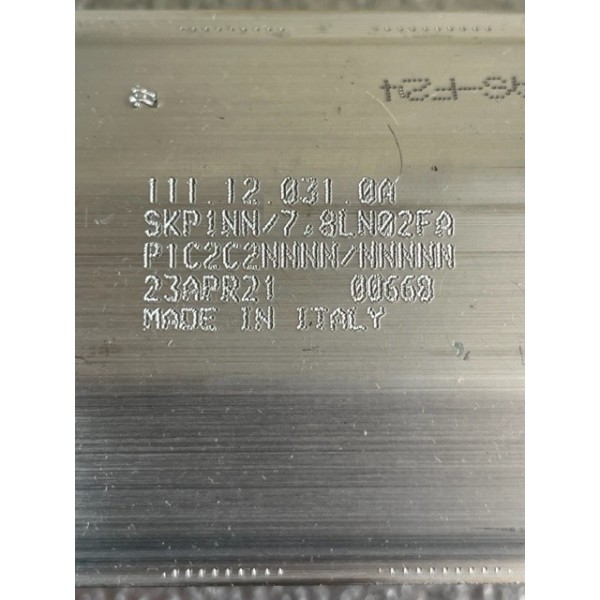 111.12.031.0A
SKP1NN/7,8LN02FA
P1C2C2NNNN/NNNNN
23APR21 00668
MADE IN ITALY